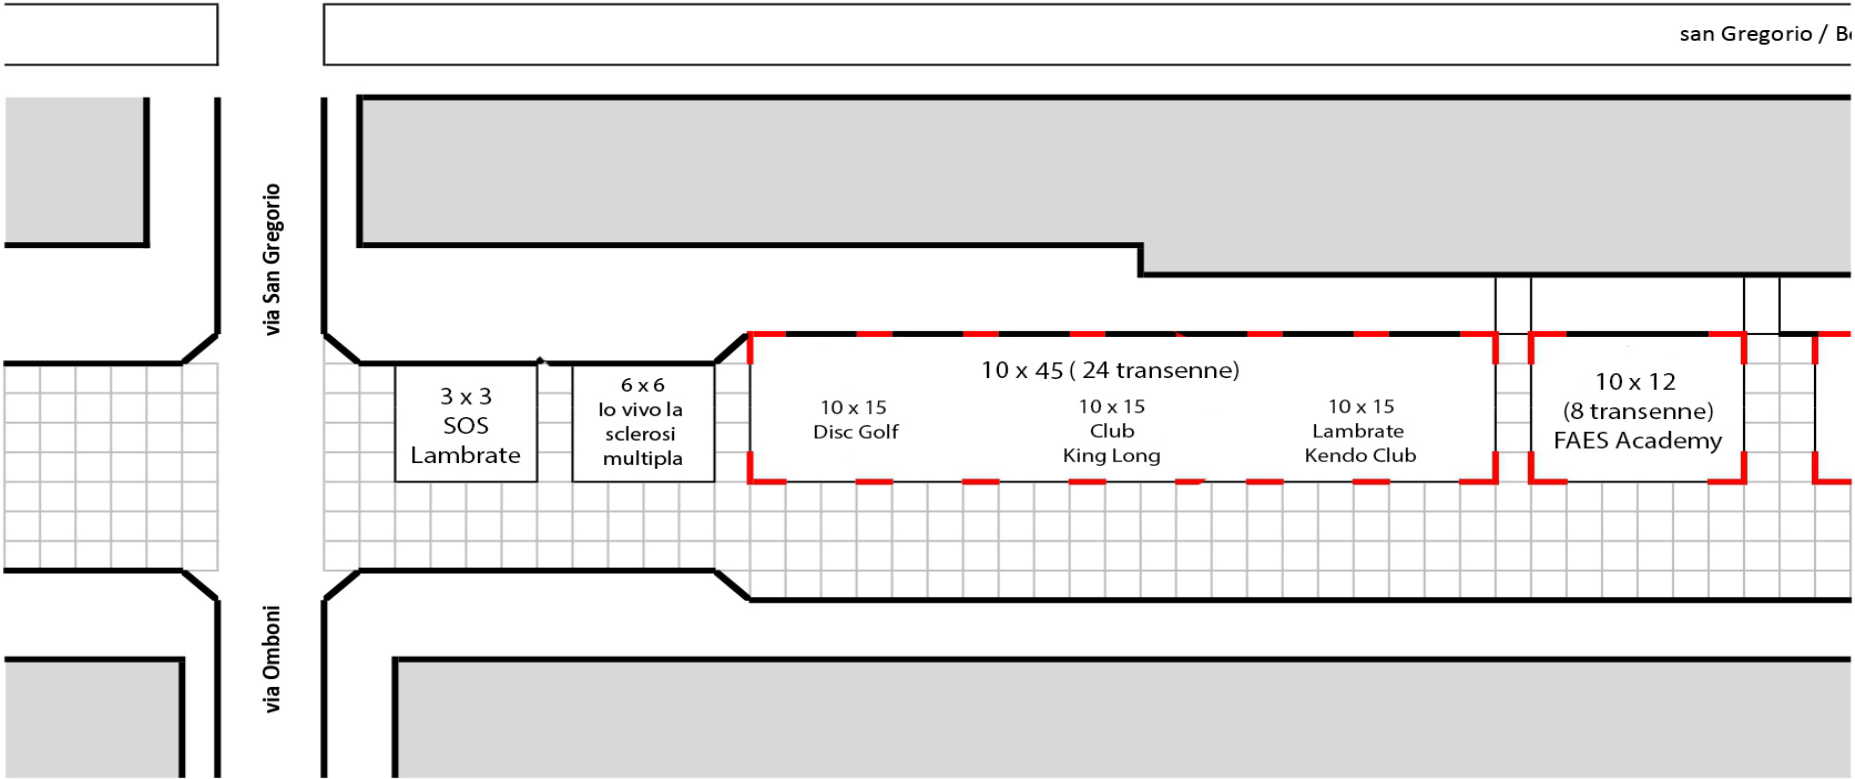 san Gregorio /
via San Gregorio
3 x 3
SOS
Lambrate
6 x 6
Io vivo la
sclerosi
multipla
10 x 45 ( 24 transenne)
10 x 15
Disc Golf
10 x 15
Club
King Long
10 x 15
Lambrate
Kendo Club
10 x 12
(8 transenne)
FAES Academy
via Omboni